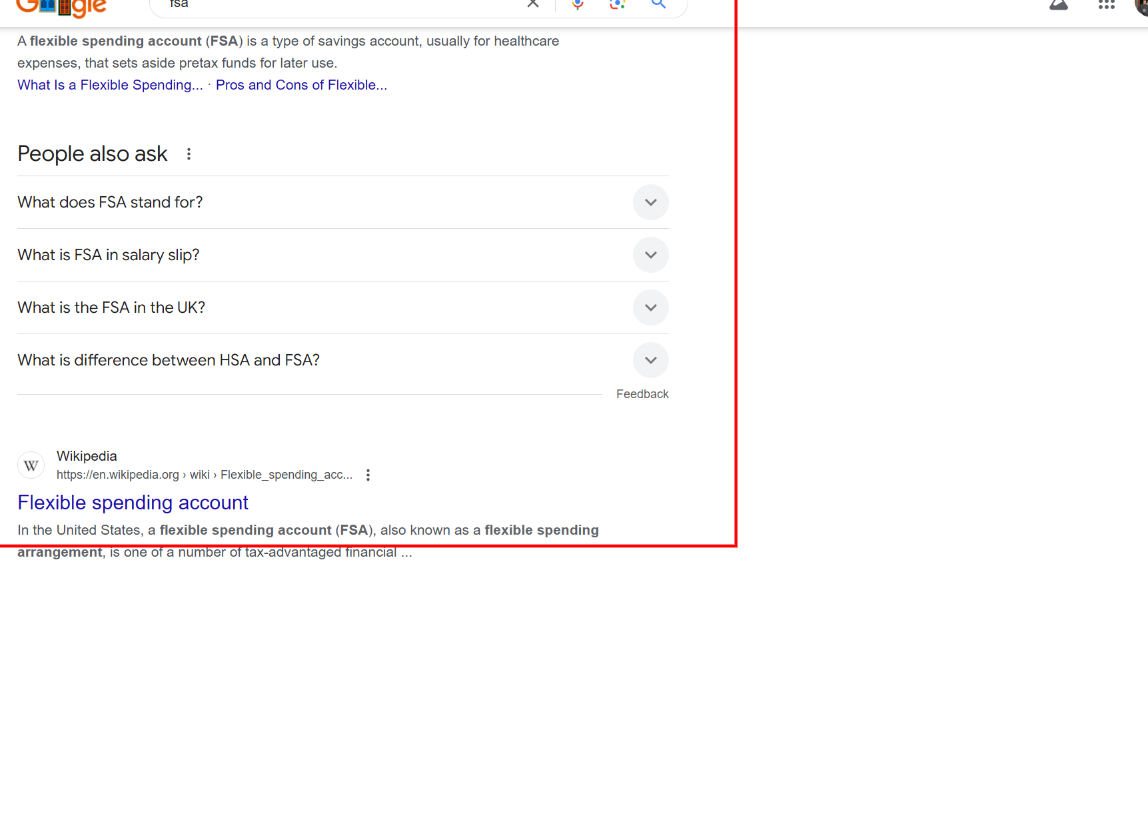 Google
fsa
A flexible spending account (FSA) is a type of savings account, usually for healthcare
expenses, that sets aside pretax funds for later use.
What Is a Flexible Spending... · Pros and Cons of Flexible...
People also ask
What does FSA stand for?
What is FSA in salary slip?
What is the FSA in the UK?
What is difference between HSA and FSA?
Feedback
W
Wikipedia
https://en.wikipedia.org › wiki › Flexible_spending_acc...
Flexible spending account
In the United States, a flexible spending account (FSA), also known as a flexible spending
arrangement, is one of a number of tax-advantaged financial ...